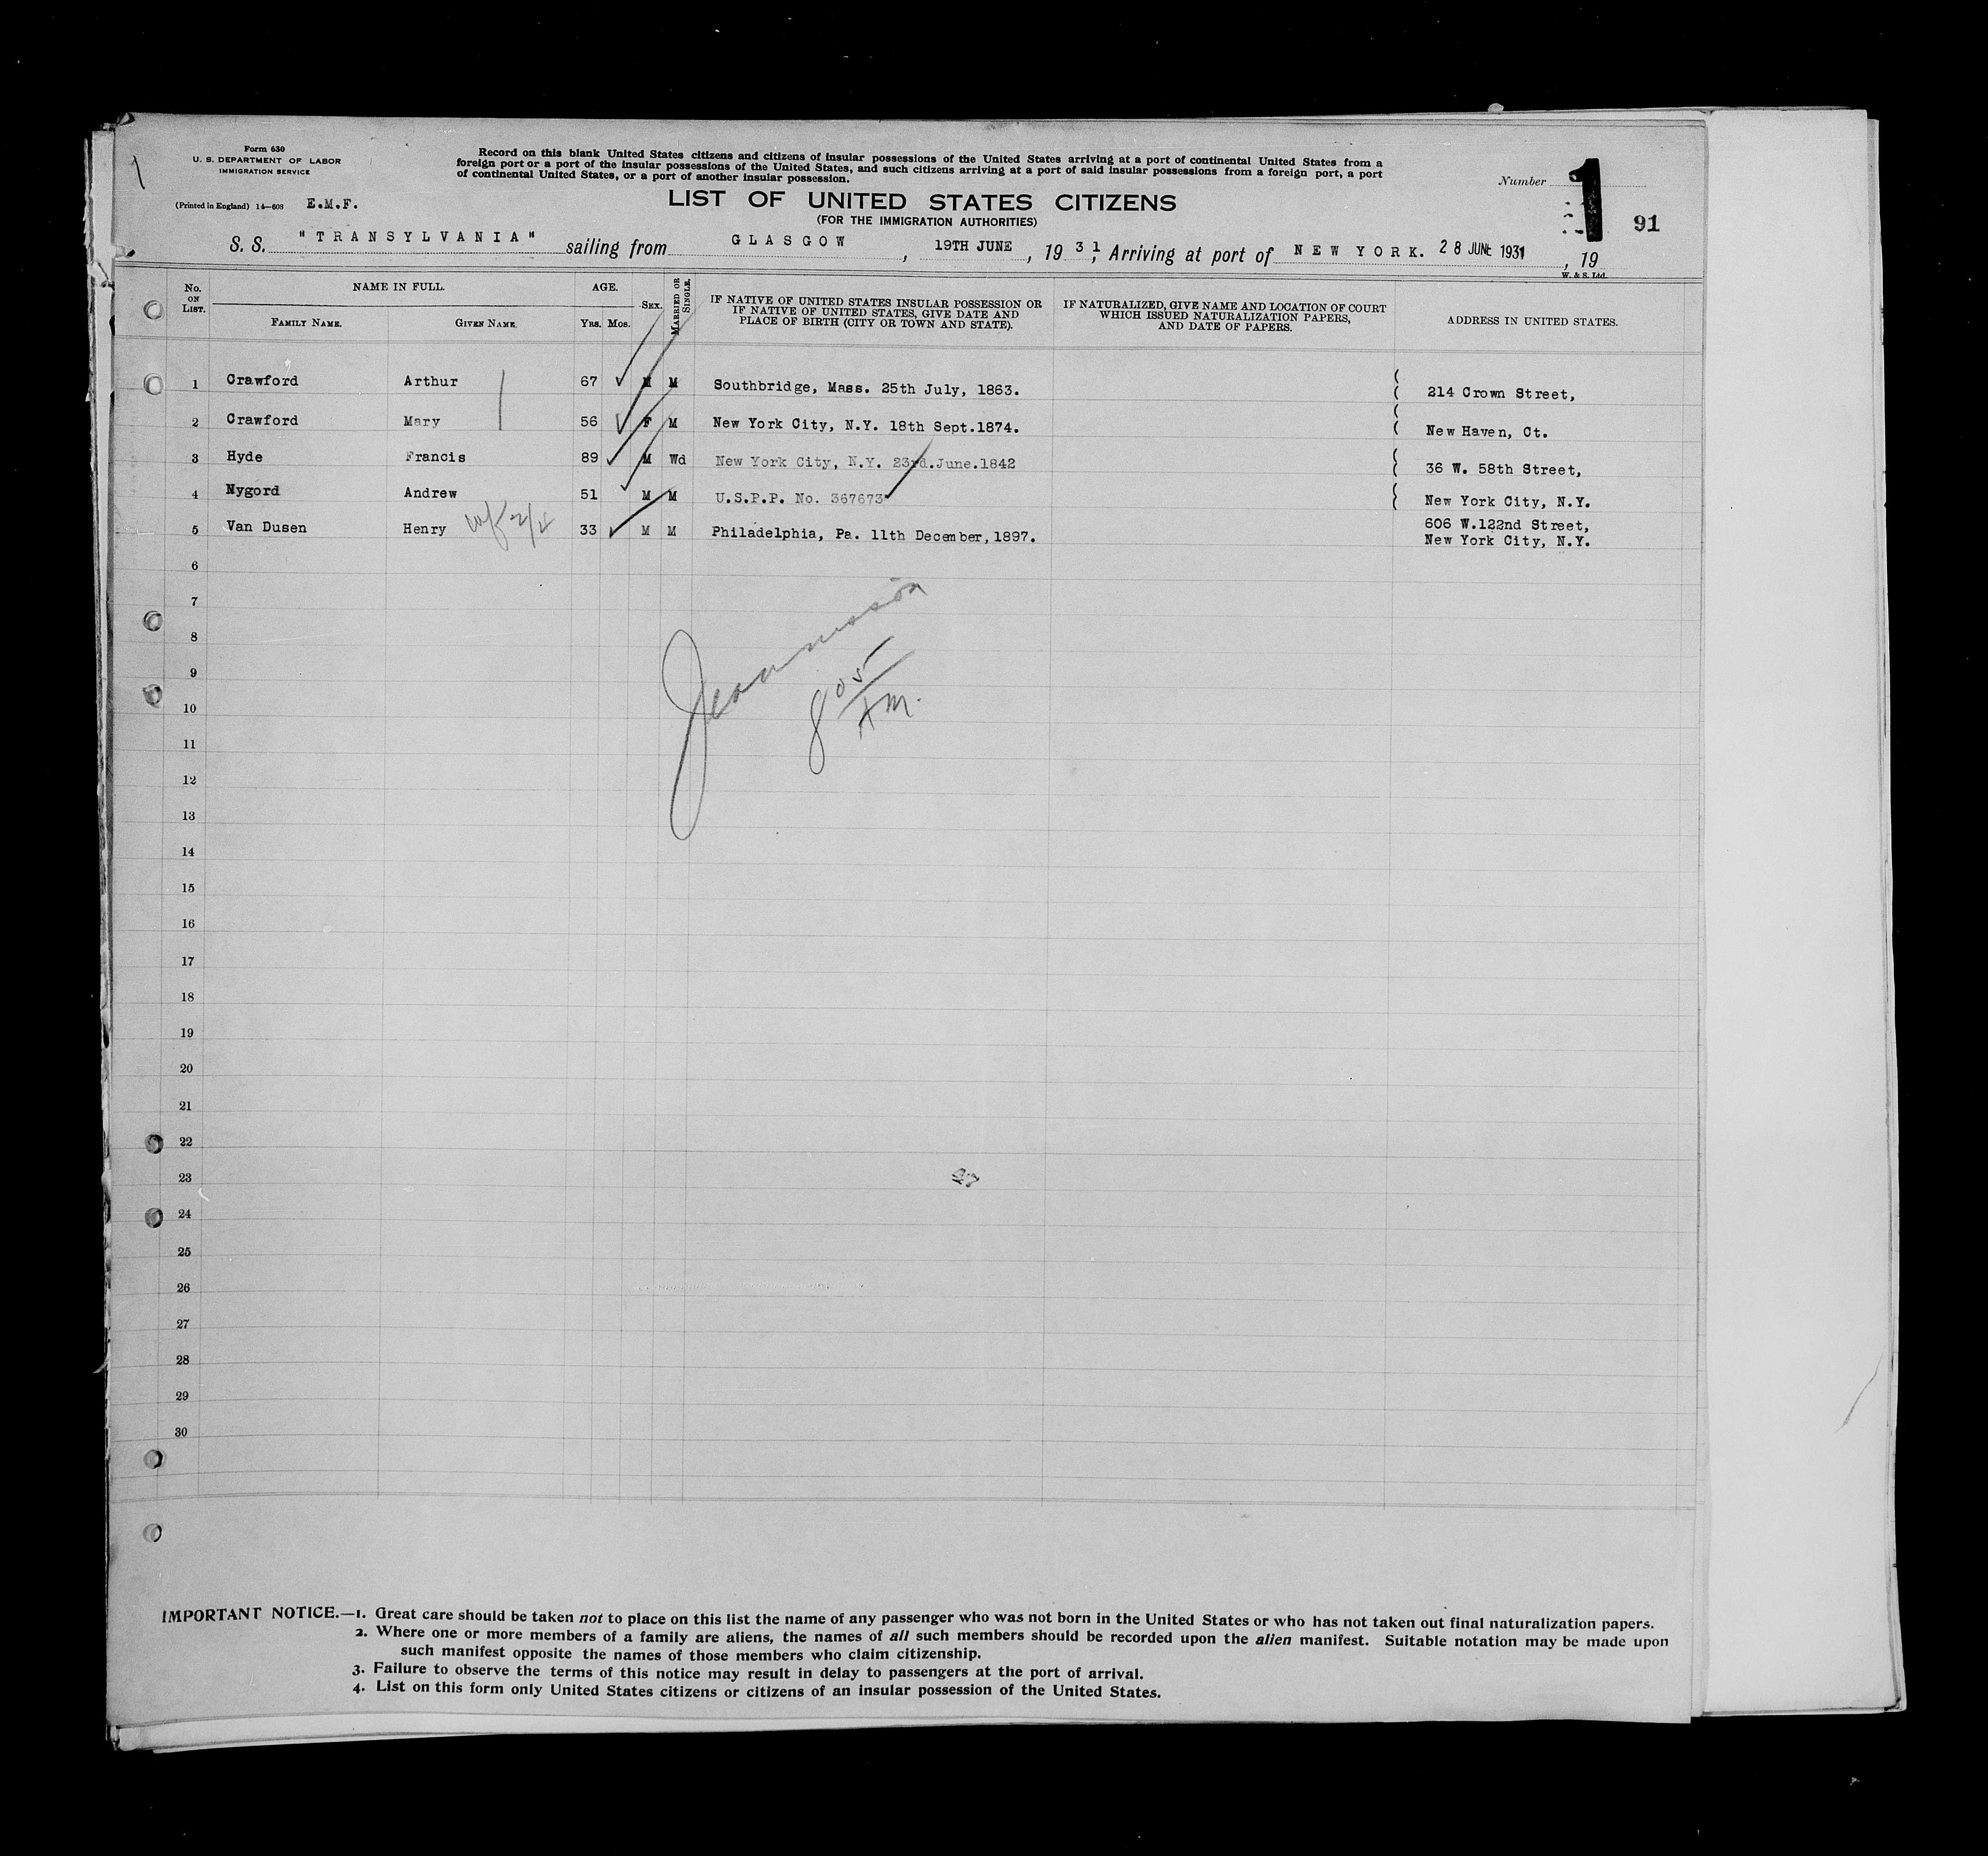 Form 630
U. S. DEPARTMENT OF LABOR
IMMIGRATION SERVICE
(Printed in England) 14—608 E.M.F.
Record on this blank United States citizens and citizens of insular possessions of the United States arriving at a port of continental United States from a
foreign port or a port of the insular possessions of the United States, and such citizens arriving at a port of said insular possessions from a foreign port, a port
of continental United States, or a port of another insular possession.
LIST OF UNITED STATES CITIZENS
(FOR THE IMMIGRATION AUTHORITIES)
Number 1 91
S. S. "TRANSYLVANIA" sailing from GLASGOW, 19TH JUNE, 1931; Arriving at port of NEW YORK. 28 JUNE 1931, 19
W. & S. Ltd.
No. ON LIST. NAME IN FULL. AGE. SEX. MARRIED OR SINGLE. IF NATIVE OF UNITED STATES INSULAR POSSESSION OR IF NATIVE OF UNITED STATES, GIVE DATE AND PLACE OF BIRTH (CITY OR TOWN AND STATE). IF NATURALIZED, GIVE NAME AND LOCATION OF COURT WHICH ISSUED NATURALIZATION PAPERS, AND DATE OF PAPERS. ADDRESS IN UNITED STATES.
FAMILY NAME. GIVEN NAME. YRS. MOS.
1 Crawford Arthur 67 M M Southbridge, Mass. 25th July, 1863. 214 Crown Street,
2 Crawford Mary 56 F M New York City, N.Y. 18th Sept.1874. New Haven, Ct.
3 Hyde Francis 89 M Wd New York City, N.Y. 23rd.June.1842 36 W. 58th Street,
4 Nygord Andrew 51 M M U.S.P.P. No. 367673 New York City, N.Y.
5 Van Dusen Henry 33 M M Philadelphia, Pa. 11th December,1897. 606 W.122nd Street,
New York City, N.Y.
6
7
8
9
8 05 AM.
10
11
12
13
14
15
16
17
18
19
20
21
22
23
24
25
26
27
28
29
30
IMPORTANT NOTICE.—1. Great care should be taken not to place on this list the name of any passenger who was not born in the United States or who has not taken out final naturalization papers.
2. Where one or more members of a family are aliens, the names of all such members should be recorded upon the alien manifest. Suitable notation may be made upon
such manifest opposite the names of those members who claim citizenship.
3. Failure to observe the terms of this notice may result in delay to passengers at the port of arrival.
4. List on this form only United States citizens or citizens of an insular possession of the United States.